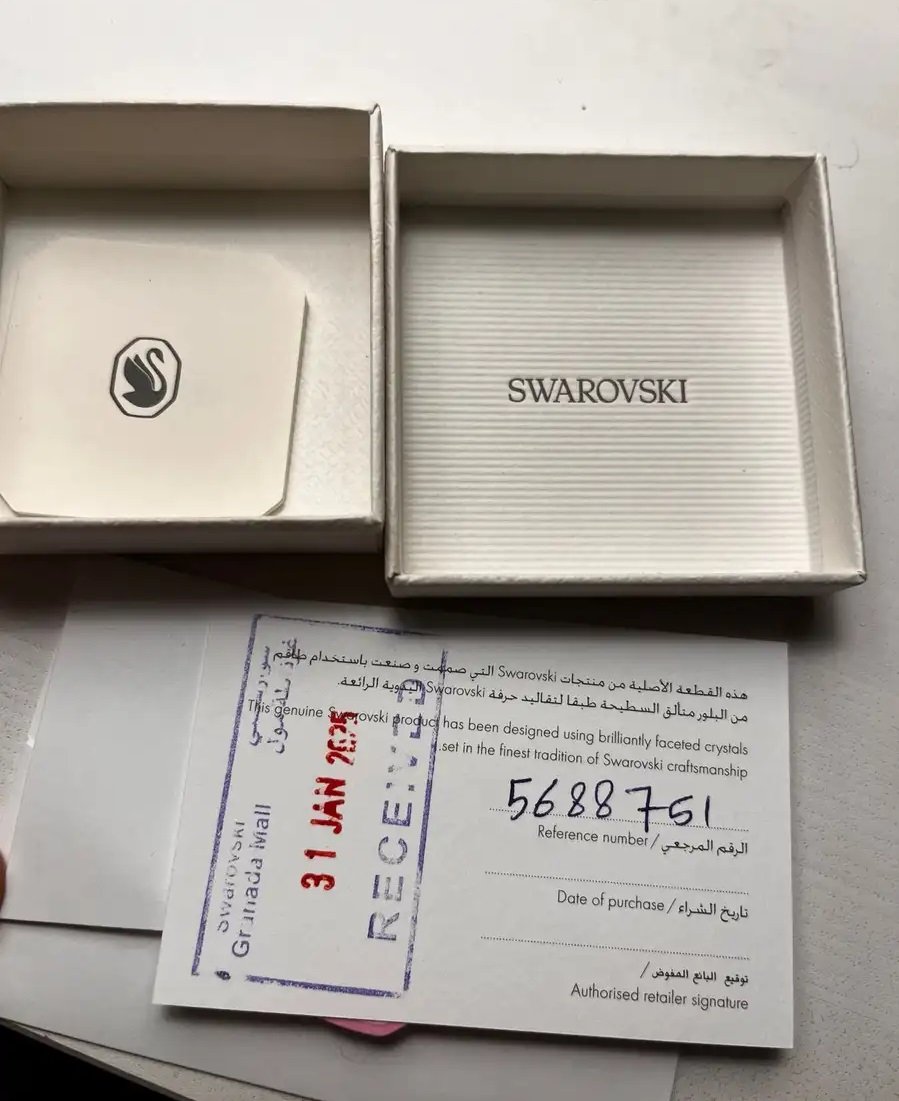 SWAROVSKI
هذه القطعة الأصلية من منتجات Swarovski التي صممت و صنعت باستخدام طاقم
من البلور متألق السطيحة طبقا لتقاليد حرفة Swarovski اليدوية الرائعة.
This genuine Swarovski product has been designed using brilliantly faceted crystals
.set in the finest tradition of Swarovski craftsmanship
5688751
الرقم المرجعي / Reference number
تاريخ الشراء / Date of purchase
توقيع البائع المفوض /
Authorised retailer signature
Swarovski
Granada Mall
31 JAN 2025
RECEIVED